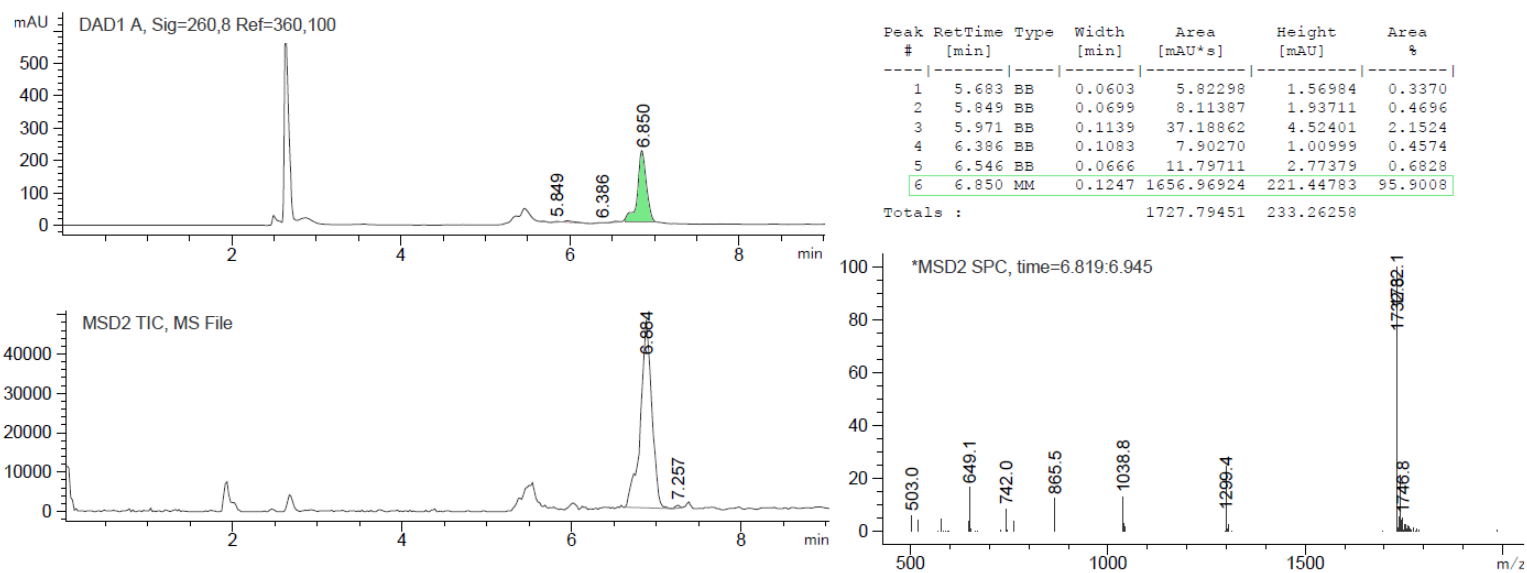 DAD1 A, Sig=260,8 Ref=360,100
mAU
500
400
300
200
100
0
5.849
6.386
6.850
2 4 6 8 min
Peak RetTime Type Width Area Height Area
# [min] [min] [mAU*s] [mAU] %
----|-------|----|-------|----------|----------|--------|
1 5.683 BB 0.0603 5.82298 1.56984 0.3370
2 5.849 BB 0.0699 8.11387 1.93711 0.4696
3 5.971 BB 0.1139 37.18862 4.52401 2.1524
4 6.386 BB 0.1083 7.90270 1.00999 0.4574
5 6.546 BB 0.0666 11.79711 2.77379 0.6828
6 6.850 MM 0.1247 1656.96924 221.44783 95.9008
Totals : 1727.79451 233.26258
MSD2 TIC, MS File
40000
30000
20000
10000
0
6.884
7.257
2 4 6 8 min
*MSD2 SPC, time=6.819:6.945
100
80
60
40
20
0
503.0
649.1
742.0
865.5
1038.8
1299.4
1746.8
500 1000 1500 m/z